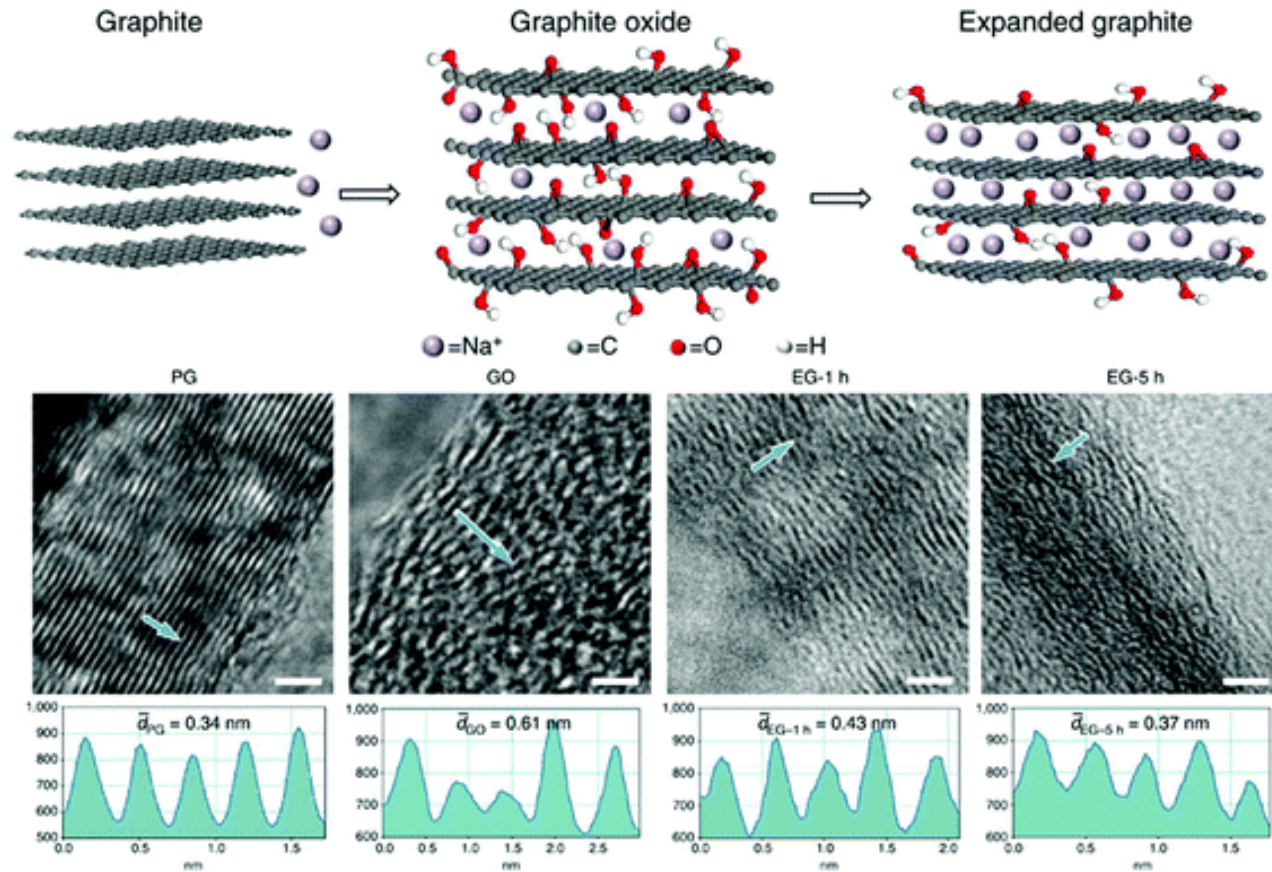 Graphite Graphite oxide Expanded graphite
=Na⁺ =C =O =H
PG GO EG-1 h EG-5 h
1,000 1,000 1,000 1,000
d̄PG = 0.34 nm d̄GO = 0.61 nm d̄EG–1 h = 0.43 nm d̄EG–5 h = 0.37 nm
900 900 900 900
800 800 800 800
700 700 700 700
600 600 600 600
500
0.0 0.5 1.0 1.5 0.0 0.5 1.0 1.5 2.0 2.5 0.0 0.5 1.0 1.5 2.0 0.0 0.5 1.0 1.5
nm nm nm nm